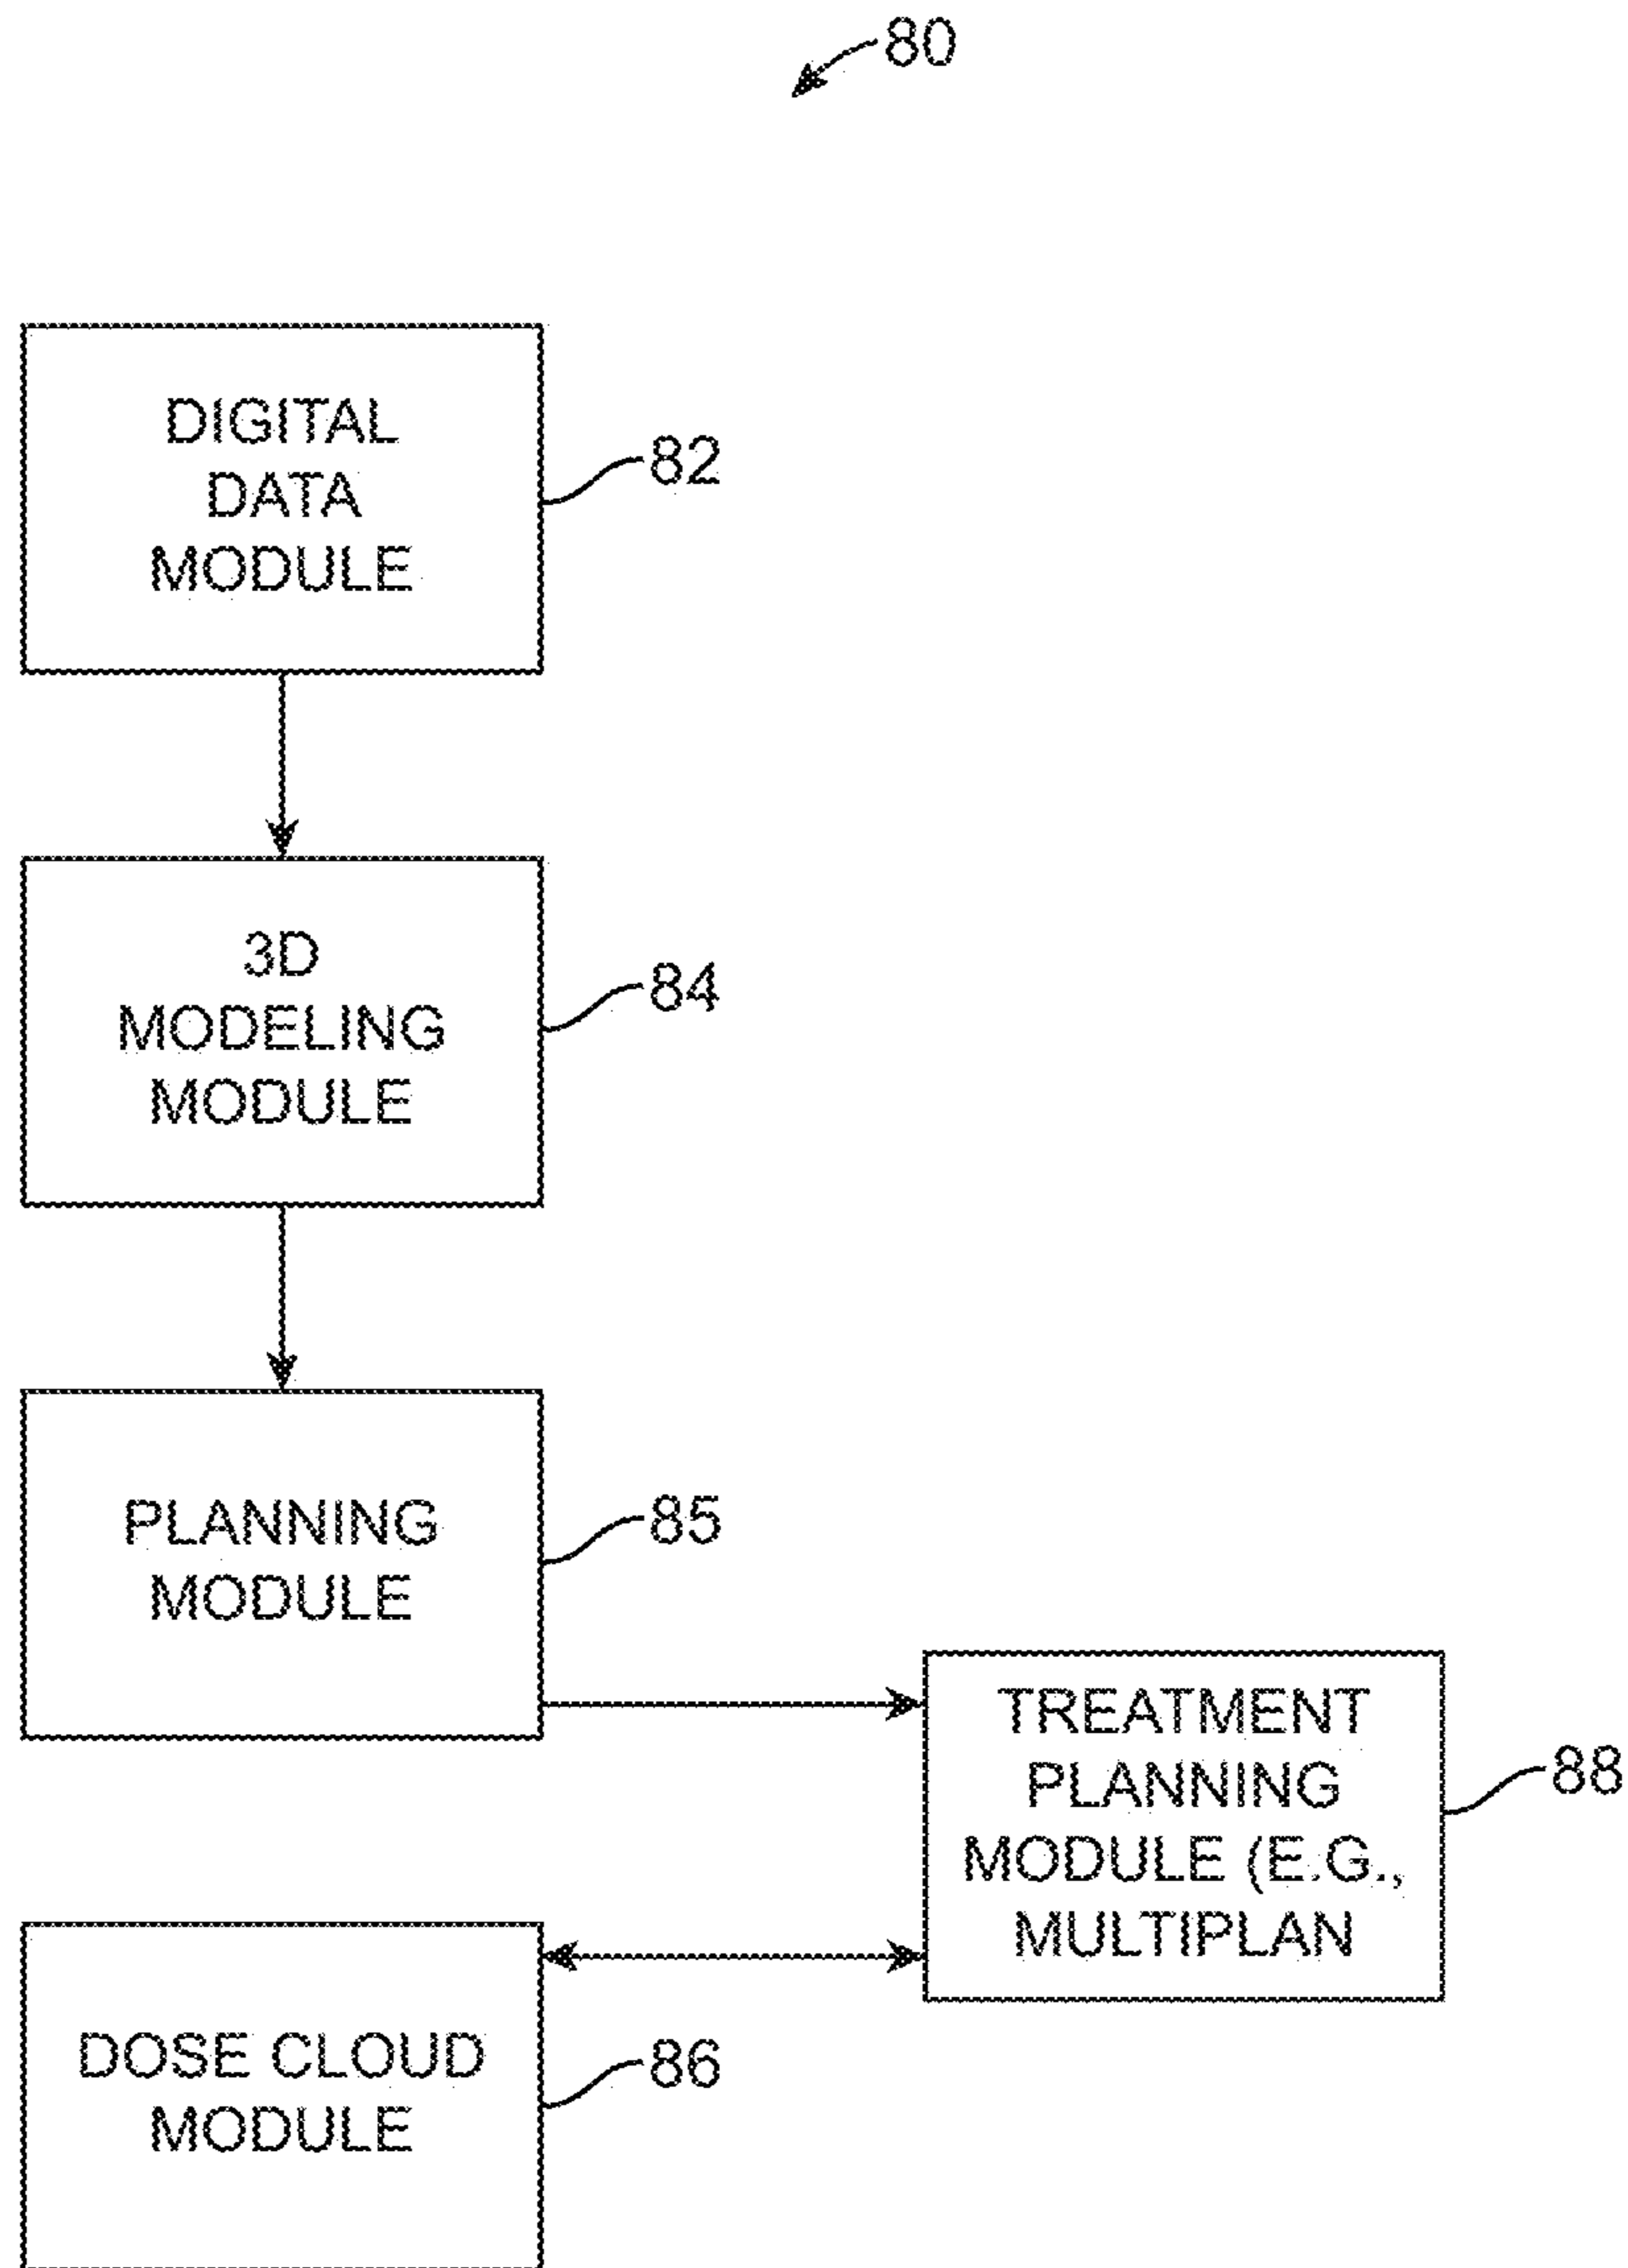 80
DIGITAL
DATA
MODULE
82
3D
MODELING
MODULE
84
PLANNING
MODULE
85
TREATMENT
PLANNING
MODULE (E.G.,
MULTIPLAN
88
DOSE CLOUD
MODULE
86